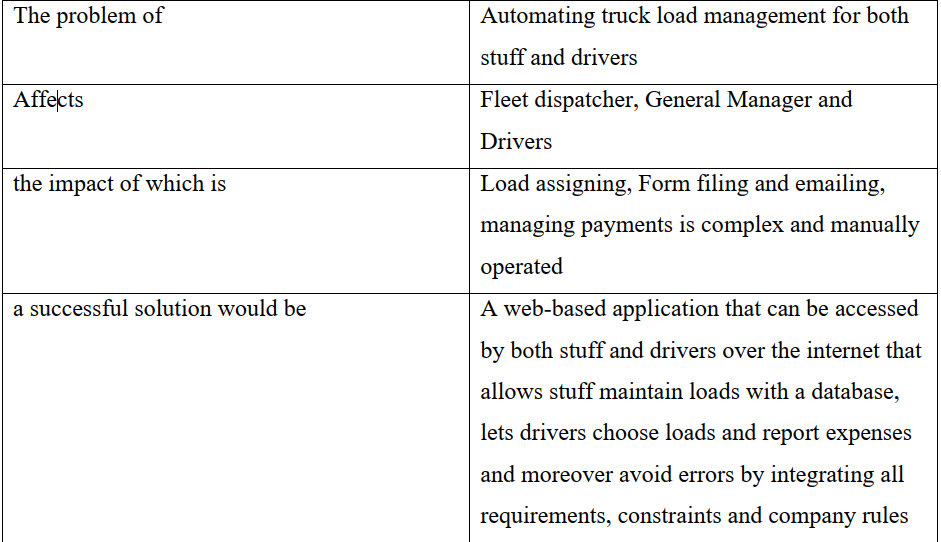 The problem of
Automating truck load management for both
stuff and drivers
Affects
Fleet dispatcher, General Manager and
Drivers
the impact of which is
Load assigning, Form filing and emailing,
managing payments is complex and manually
operated
a successful solution would be
A web-based application that can be accessed
by both stuff and drivers over the internet that
allows stuff maintain loads with a database,
lets drivers choose loads and report expenses
and moreover avoid errors by integrating all
requirements, constraints and company rules